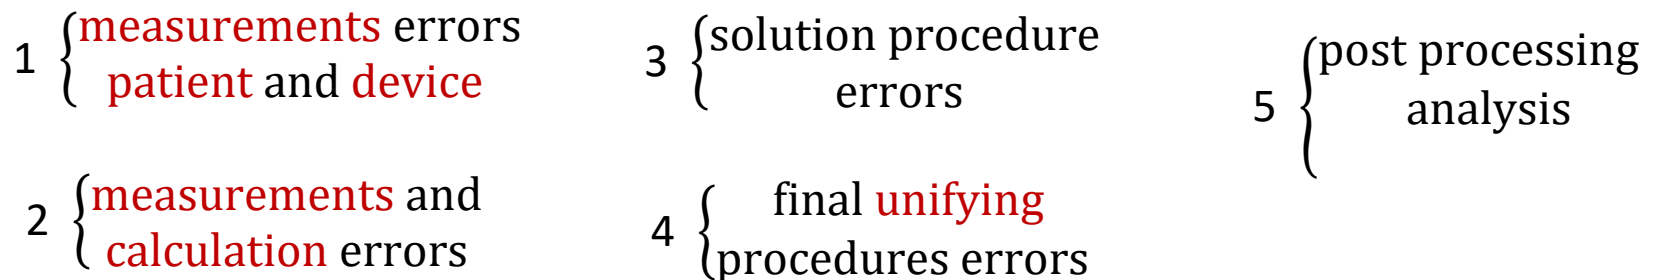 1 { measurements errors
patient and device
2 { measurements and
calculation errors
3 { solution procedure
errors
4 { final unifying
procedures errors
5 { post processing
analysis